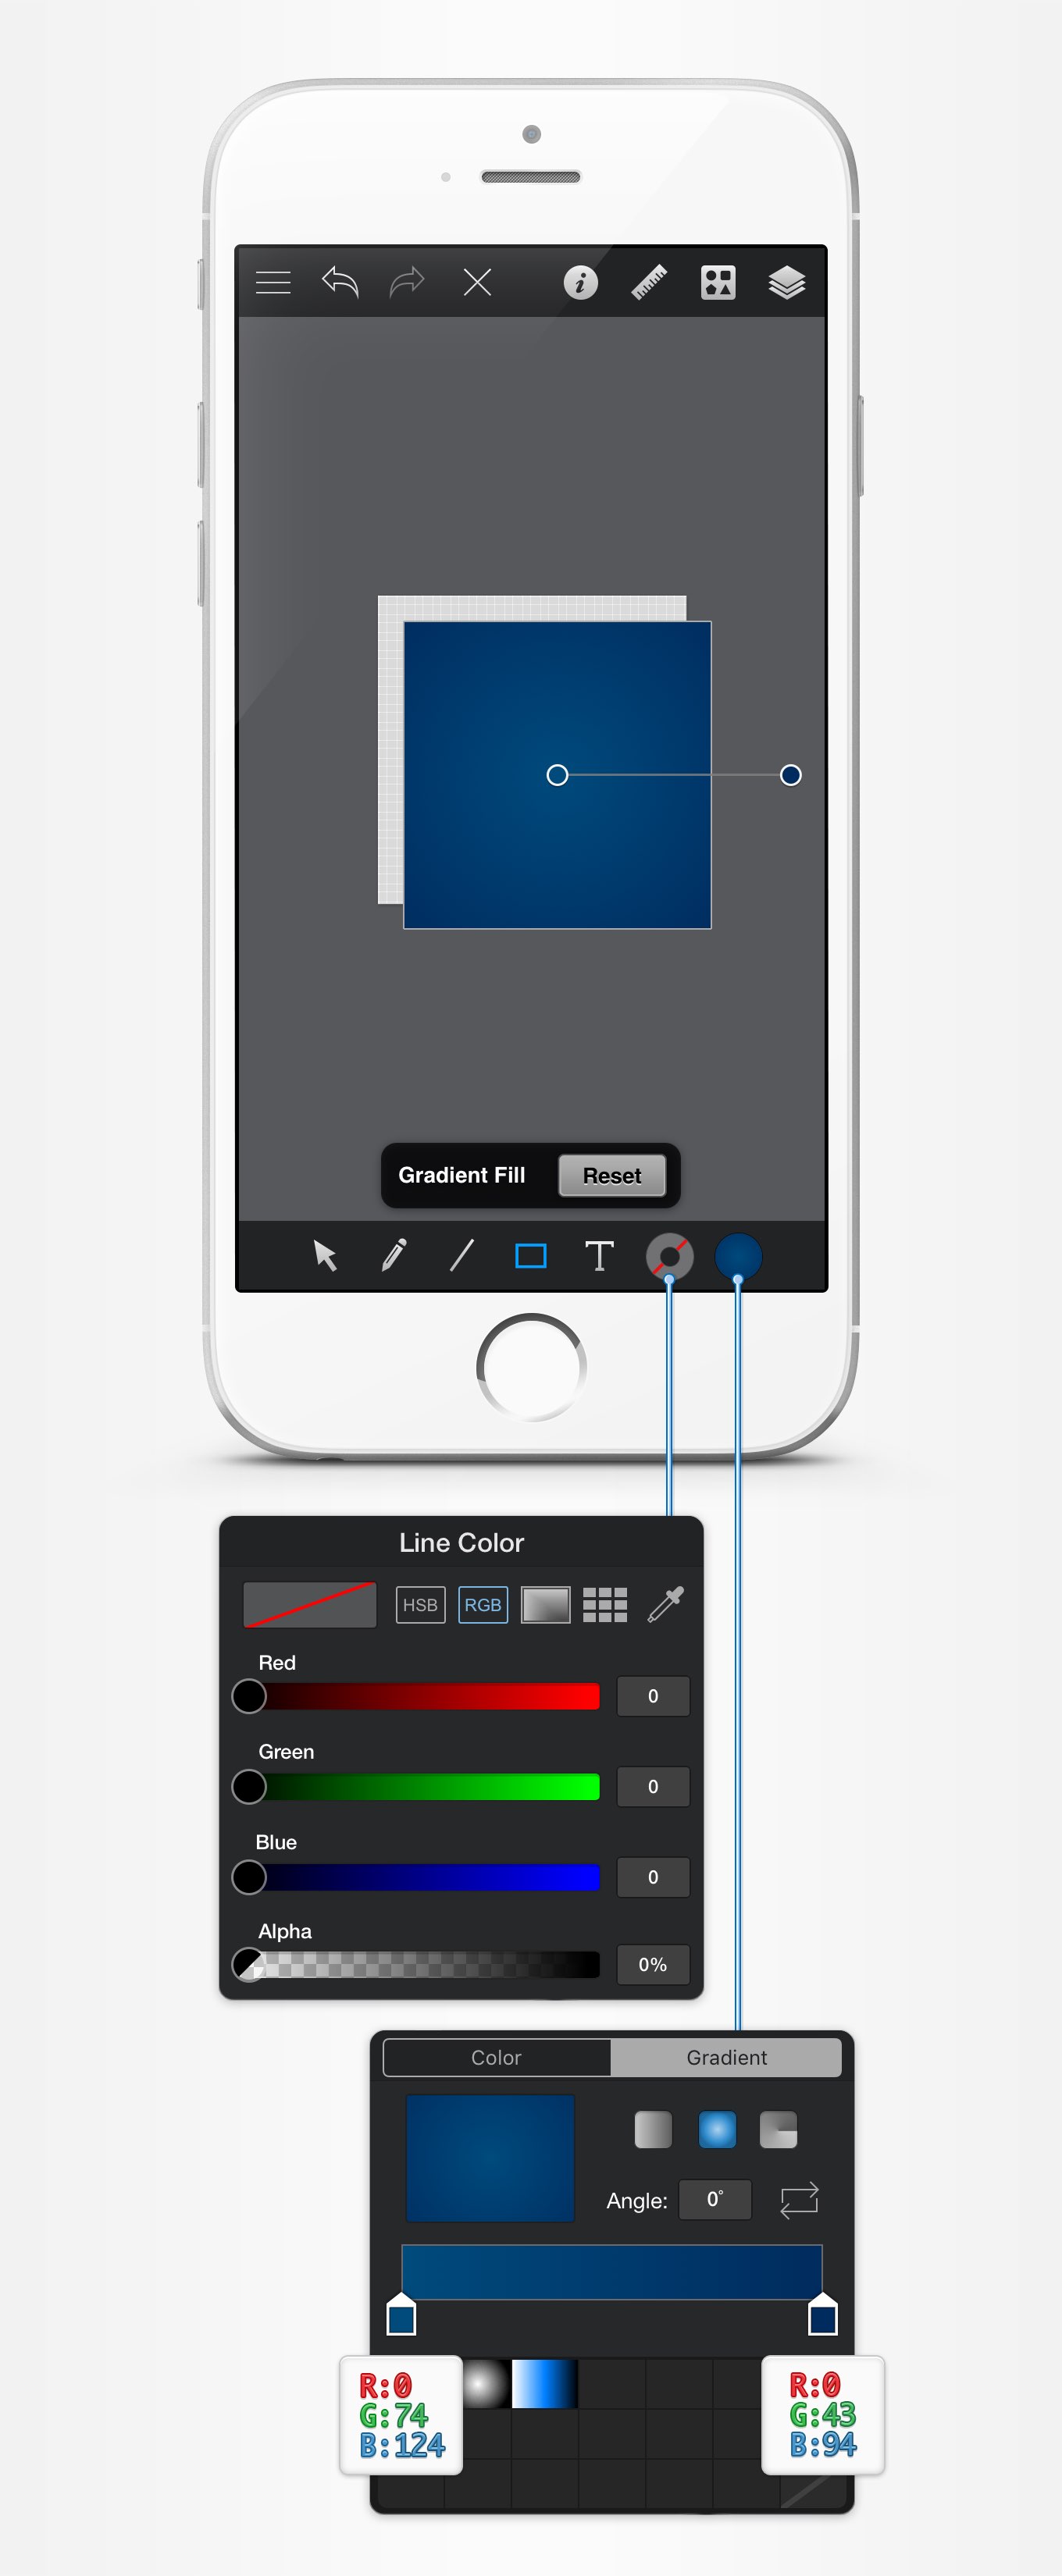 i
Gradient Fill Reset
T
Line Color
HSB RGB
Red
0
Green
0
Blue
0
Alpha
0%
Color Gradient
Angle: 0°
R:0
G:74
B:124
R:0
G:43
B:94